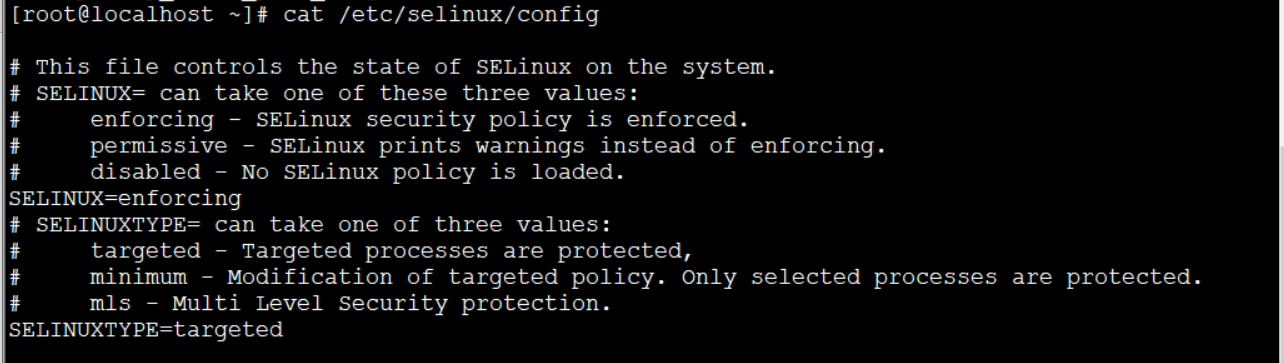 [root@localhost ~]# cat /etc/selinux/config
# This file controls the state of SELinux on the system.
# SELINUX= can take one of these three values:
#     enforcing - SELinux security policy is enforced.
#     permissive - SELinux prints warnings instead of enforcing.
#     disabled - No SELinux policy is loaded.
SELINUX=enforcing
# SELINUXTYPE= can take one of three values:
#     targeted - Targeted processes are protected,
#     minimum - Modification of targeted policy. Only selected processes are protected.
#     mls - Multi Level Security protection.
SELINUXTYPE=targeted